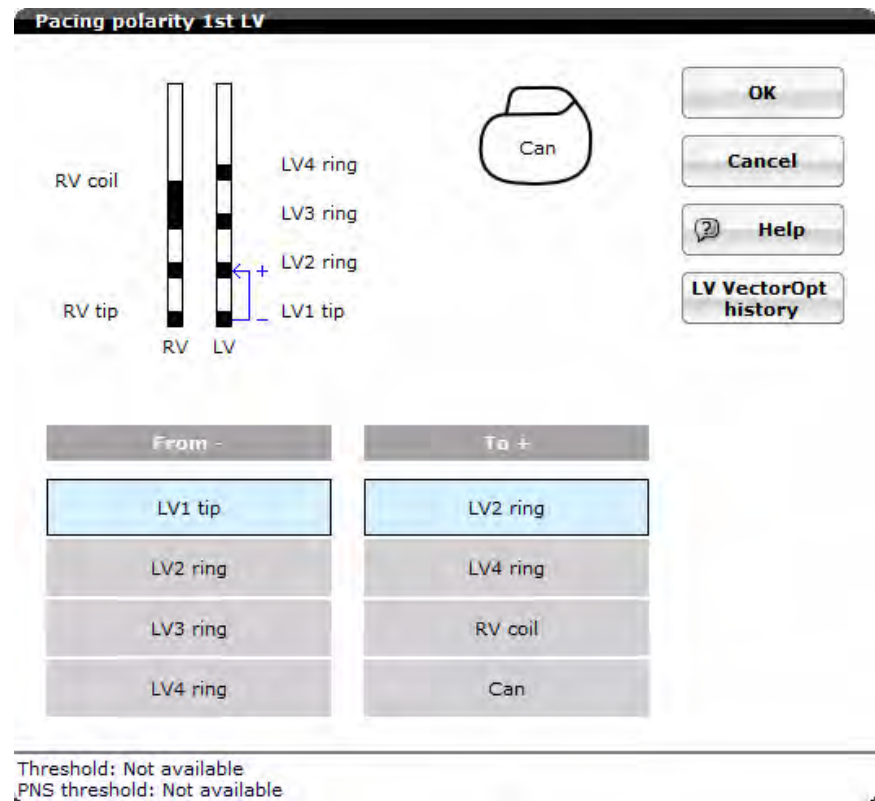 Pacing polarity 1st LV
OK
Can
Cancel
LV4 ring
RV coil
LV3 ring
Help
LV2 ring
+
LV VectorOpt
history
RV tip
LV1 tip
-
RV LV
From - To +
LV1 tip LV2 ring
LV2 ring LV4 ring
LV3 ring RV coil
LV4 ring Can
Threshold: Not available
PNS threshold: Not available